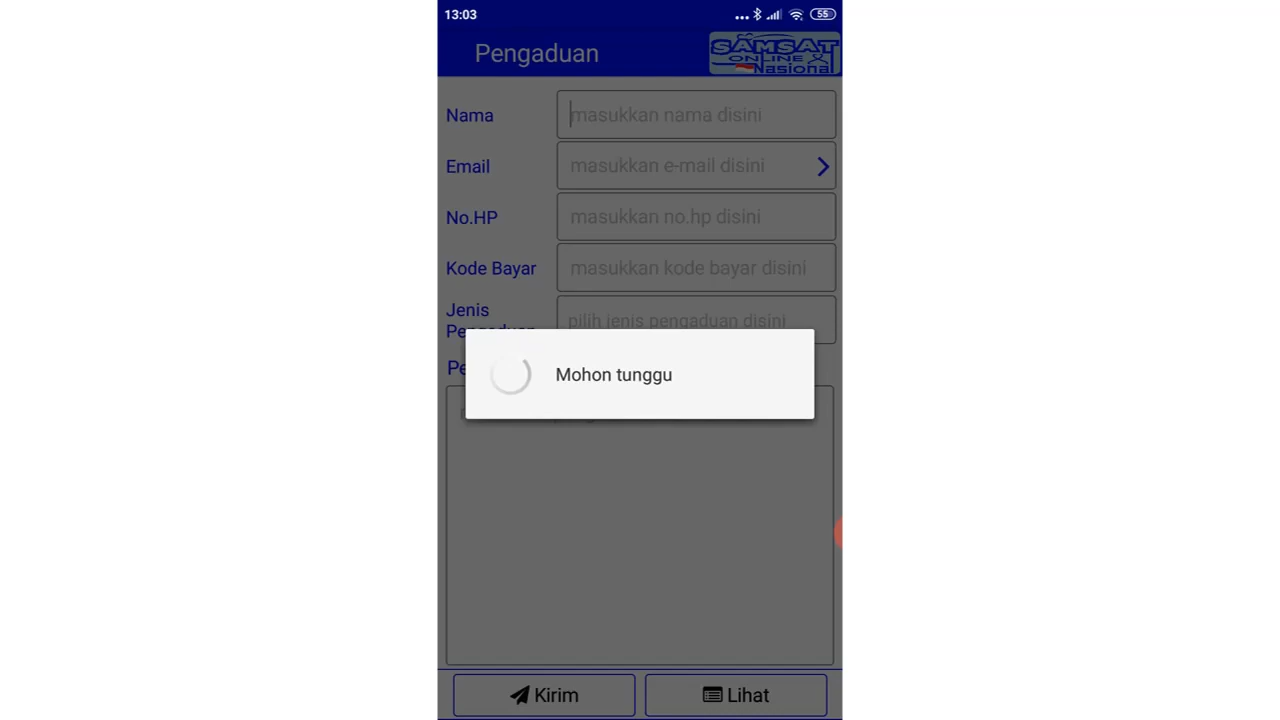 13:03
55
Pengaduan
SAMSAT
ONLINE
Nasional
Nama
masukkan nama disini
Email
masukkan e-mail disini
No.HP
masukkan no.hp disini
Kode Bayar
masukkan kode bayar disini
Jenis
pilih jenis pengaduan disini
Mohon tunggu
Kirim
Lihat